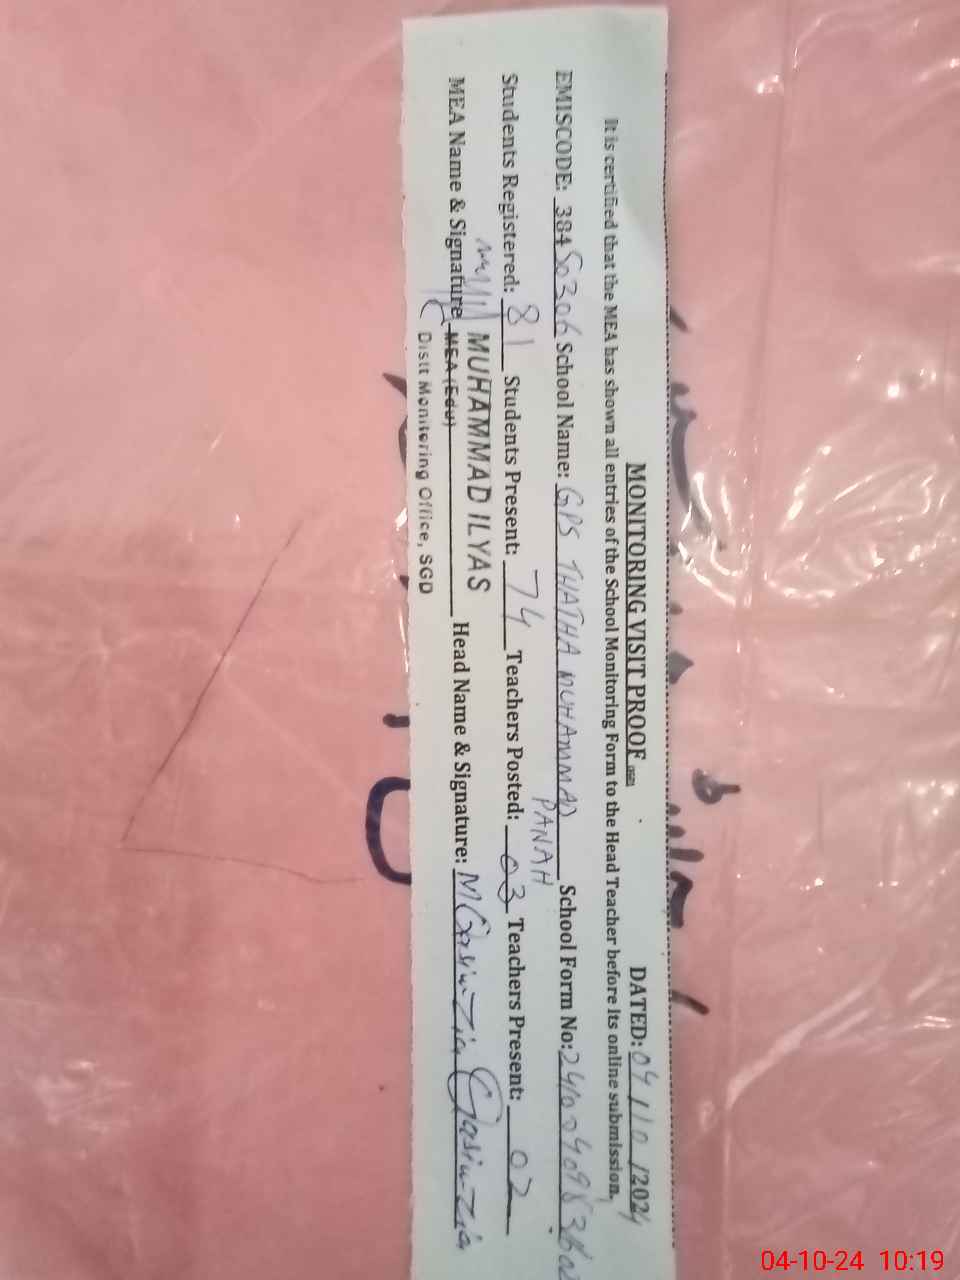 MONITORING VISIT PROOF DATED: 04/10/2024
It is certified that the MEA has shown all entries of the School Monitoring Form to the Head Teacher before its online submission.
EMISCODE: 38450306 School Name: GPS THATHA MUHAMMAD PANAH School Form No:
Students Registered: 81 Students Present: 74 Teachers Posted: 03 Teachers Present: 02
MEA Name & Signature MUHAMMAD ILYAS Head Name & Signature:
MEA (Edu)
Distt Monitoring Office, SGD
04-10-24 10:19